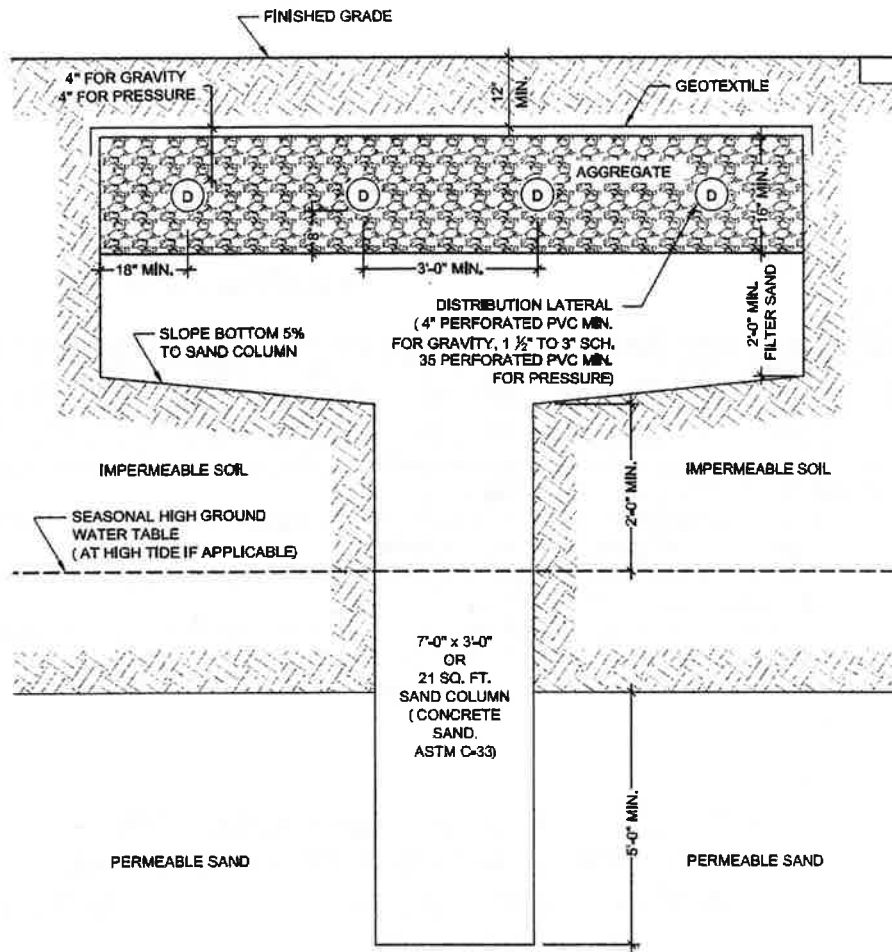 FINISHED GRADE
4" FOR GRAVITY
4" FOR PRESSURE
12"
MIN.
GEOTEXTILE
AGGREGATE
D
D
D
D
8"
16" MIN.
18" MIN.
3'-0" MIN.
DISTRIBUTION LATERAL
( 4" PERFORATED PVC MIN.
FOR GRAVITY, 1 ½" TO 3" SCH.
35 PERFORATED PVC MIN.
FOR PRESSURE)
2'-0" MIN.
FILTER SAND
SLOPE BOTTOM 5%
TO SAND COLUMN
IMPERMEABLE SOIL
IMPERMEABLE SOIL
2'-0" MIN.
SEASONAL HIGH GROUND
WATER TABLE
( AT HIGH TIDE IF APPLICABLE)
7'-0" x 3'-0"
OR
21 SQ. FT.
SAND COLUMN
( CONCRETE
SAND.
ASTM C-33)
5'-0" MIN.
PERMEABLE SAND
PERMEABLE SAND